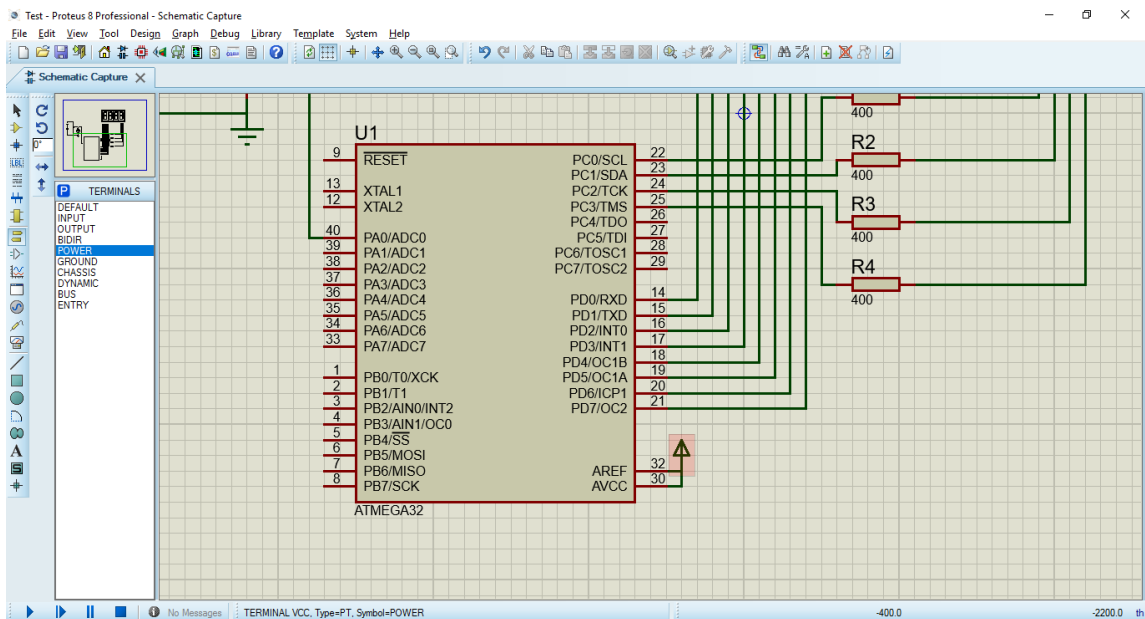 Test - Proteus 8 Professional - Schematic Capture
File Edit View Tool Design Graph Debug Library Template System Help
Schematic Capture
0°
LBL
P TERMINALS
DEFAULT
INPUT
OUTPUT
BIDIR
POWER
GROUND
CHASSIS
DYNAMIC
BUS
ENTRY
A
S
U1
9 RESET
13 XTAL1
12 XTAL2
40 PA0/ADC0
39 PA1/ADC1
38 PA2/ADC2
37 PA3/ADC3
36 PA4/ADC4
35 PA5/ADC5
34 PA6/ADC6
33 PA7/ADC7
1 PB0/T0/XCK
2 PB1/T1
3 PB2/AIN0/INT2
4 PB3/AIN1/OC0
5 PB4/SS
6 PB5/MOSI
7 PB6/MISO
8 PB7/SCK
PC0/SCL 22
PC1/SDA 23
PC2/TCK 24
PC3/TMS 25
PC4/TDO 26
PC5/TDI 27
PC6/TOSC1 28
PC7/TOSC2 29
PD0/RXD 14
PD1/TXD 15
PD2/INT0 16
PD3/INT1 17
PD4/OC1B 18
PD5/OC1A 19
PD6/ICP1 20
PD7/OC2 21
AREF 32
AVCC 30
ATMEGA32
400
R2
400
R3
400
R4
400
No Messages
TERMINAL VCC, Type=PT, Symbol=POWER
-400.0
-2200.0 th